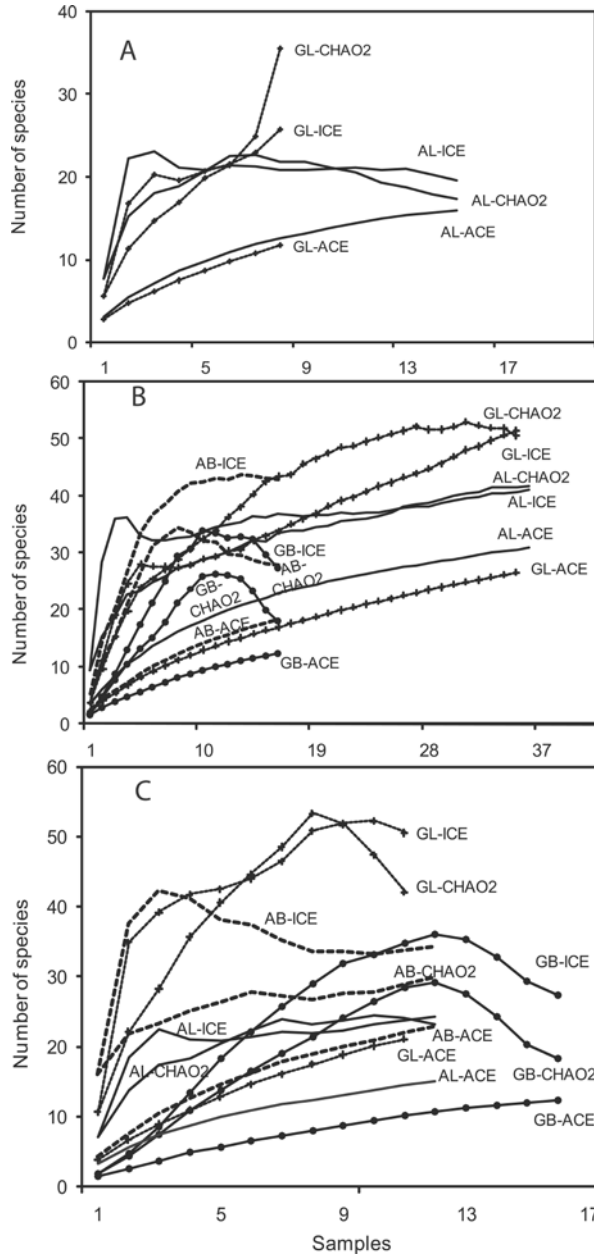 A
Number of species
40
30
20
10
0
GL-CHAO2
GL-ICE
AL-ICE
AL-CHAO2
AL-ACE
GL-ACE
1 5 9 13 17
B
Number of species
60
50
40
30
20
10
0
GL-CHAO2
AB-ICE
GL-ICE
AL-CHAO2
AL-ICE
AL-ACE
GB-ICE
AB-
CHAO2
GB-
CHAO2
GL-ACE
AB-ACE
GB-ACE
1 10 19 28 37
C
Number of species
60
50
40
30
20
10
0
GL-ICE
GL-CHAO2
AB-ICE
GB-ICE
AB-CHAO2
AL-ICE
AB-ACE
AL-CHAO2
GL-ACE
AL-ACE
GB-CHAO2
GB-ACE
1 5 9 13 17
Samples